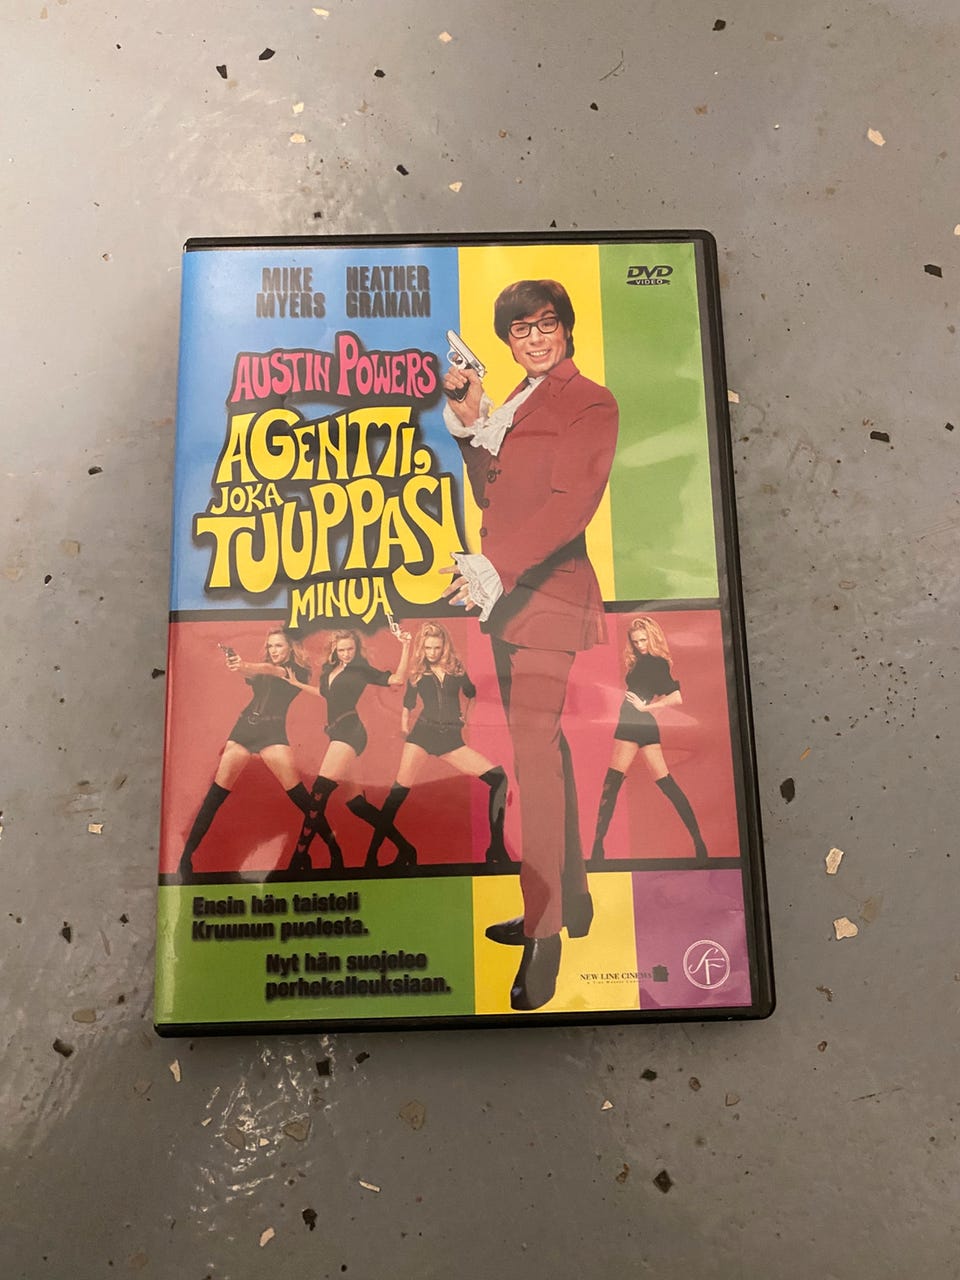 MIKE MYERS
HEATHER GRAHAM
DVD
VIDEO
AUSTIN POWERS
AGENTTI,
JOKA
TUUPPASI
MINUA
Ensin hän taisteli
Kruunun puolesta.
Nyt hän suojelee
perhekalleuksiaan.
NEW LINE CINEMA
SF